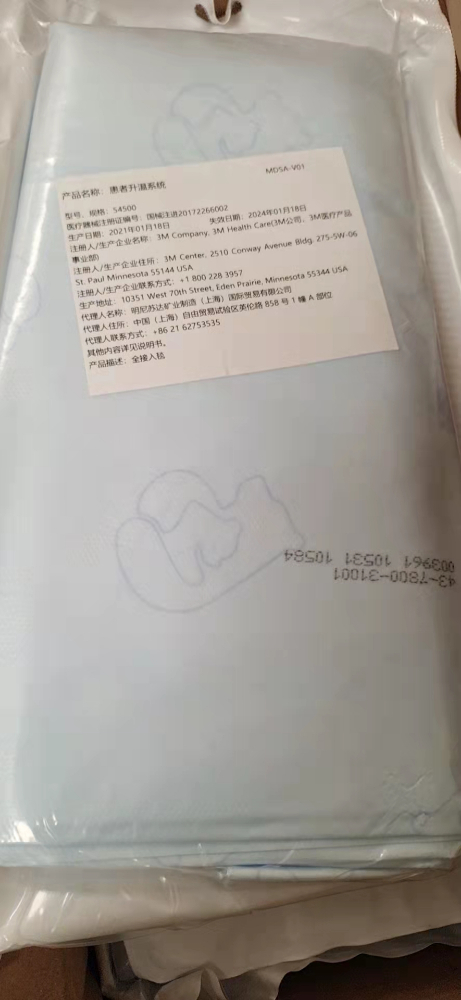 MDSA-V01
产品名称：患者升温系统
型号、规格：54500
医疗器械注册证编号：国械注进20172266002
生产日期：2021年01月18日 失效日期：2024年01月18日
注册人/生产企业名称：3M Company, 3M Health Care(3M公司、3M医疗产品
事业部)
注册人/生产企业住所：3M Center, 2510 Conway Avenue Bldg. 275-5W-06
St. Paul Minnesota 55144 USA
注册人/生产企业联系方式：+1 800 228 3957
生产地址：10351 West 70th Street, Eden Prairie, Minnesota 55344 USA
代理人名称：明尼苏达矿业制造（上海）国际贸易有限公司
代理人住所：中国（上海）自由贸易试验区英伦路 858 号 1 幢 A 部位
代理人联系方式：+86 21 62753535
其他内容详见说明书。
产品描述：全接入毯
43-7800-31001
003961 10531 10584